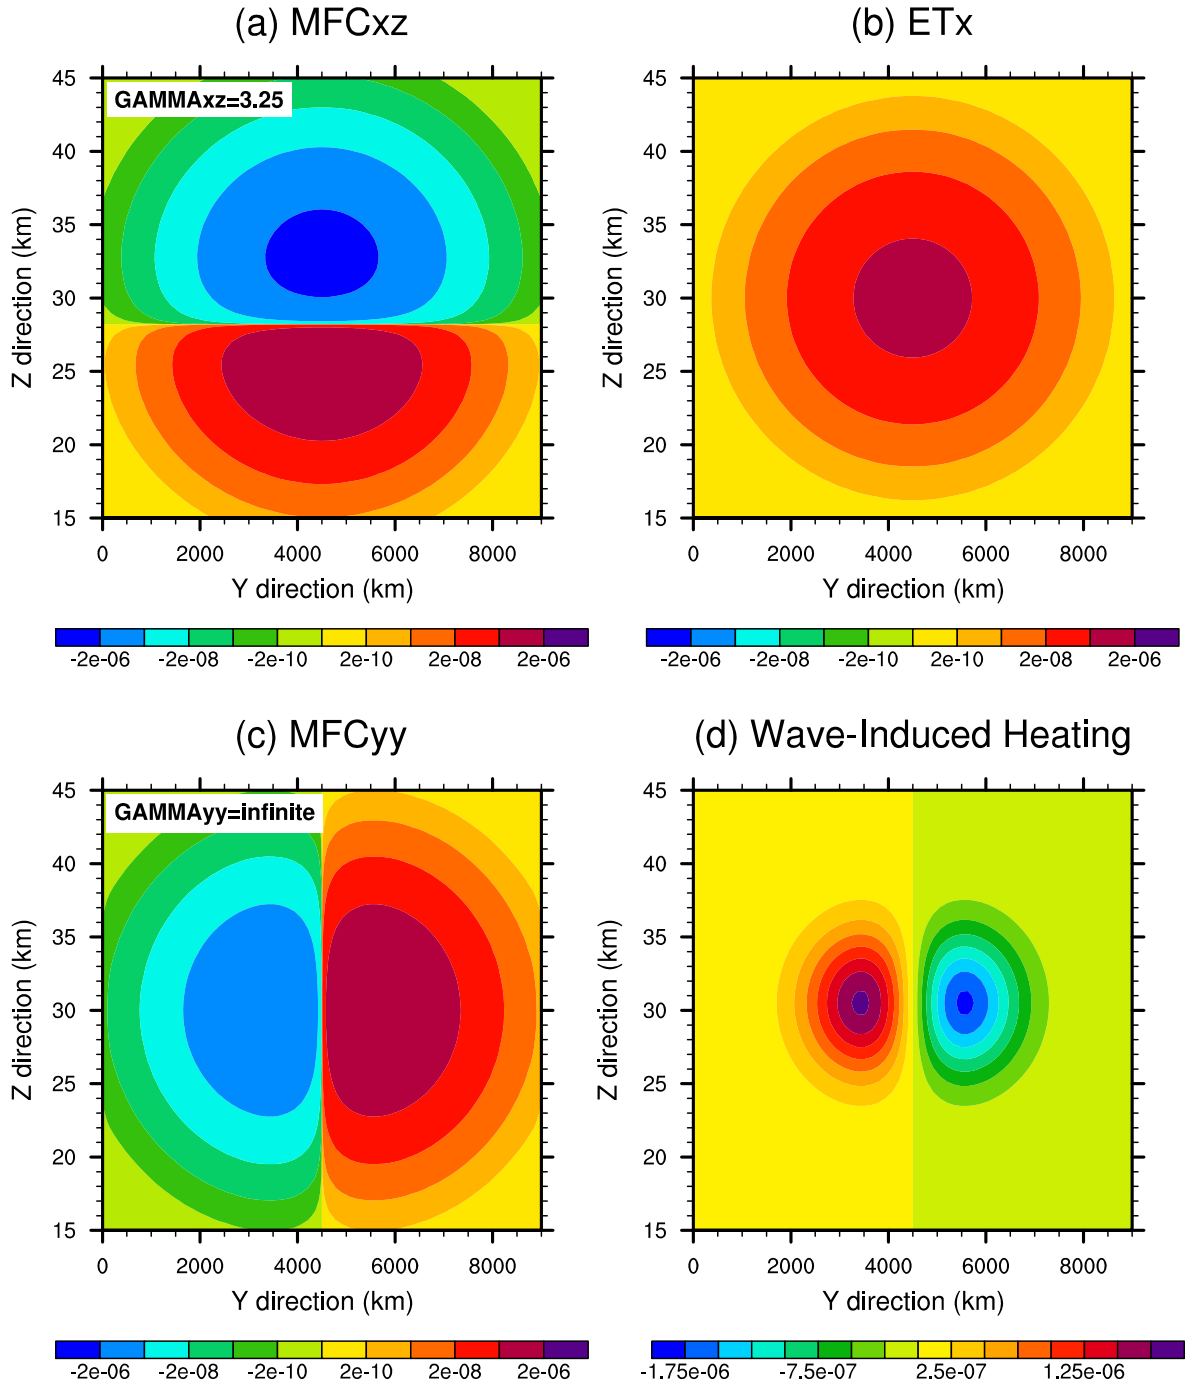 (a) MFCxz
(b) ETx
GAMMAxz=3.25
45
40
35
30
25
20
15
Z direction (km)
0 2000 4000 6000 8000
Y direction (km)
-2e-06 -2e-08 -2e-10 2e-10 2e-08 2e-06
45
40
35
30
25
20
15
Z direction (km)
0 2000 4000 6000 8000
Y direction (km)
-2e-06 -2e-08 -2e-10 2e-10 2e-08 2e-06
(c) MFCyy
(d) Wave-Induced Heating
GAMMAyy=infinite
45
40
35
30
25
20
15
Z direction (km)
0 2000 4000 6000 8000
Y direction (km)
-2e-06 -2e-08 -2e-10 2e-10 2e-08 2e-06
45
40
35
30
25
20
15
Z direction (km)
0 2000 4000 6000 8000
Y direction (km)
-1.75e-06 -7.5e-07 2.5e-07 1.25e-06